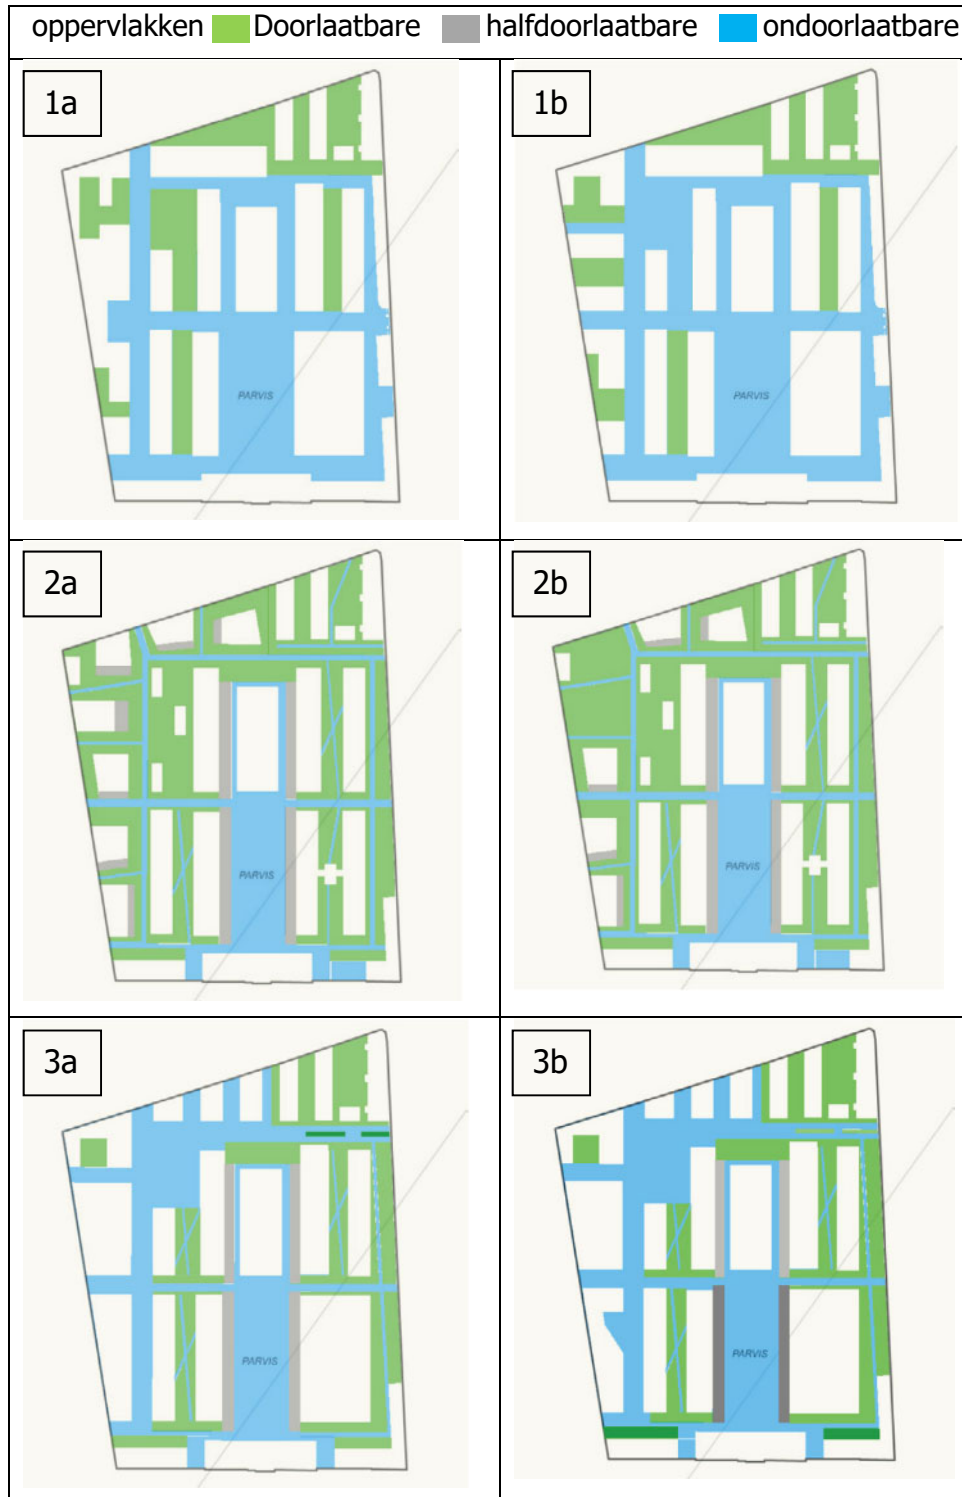 oppervlakken Doorlaatbare halfdoorlaatbare ondoorlaatbare
1a
1b
PARVIS
PARVIS
2a
2b
PARVIS
PARVIS
3a
3b
PARVIS
PARVIS